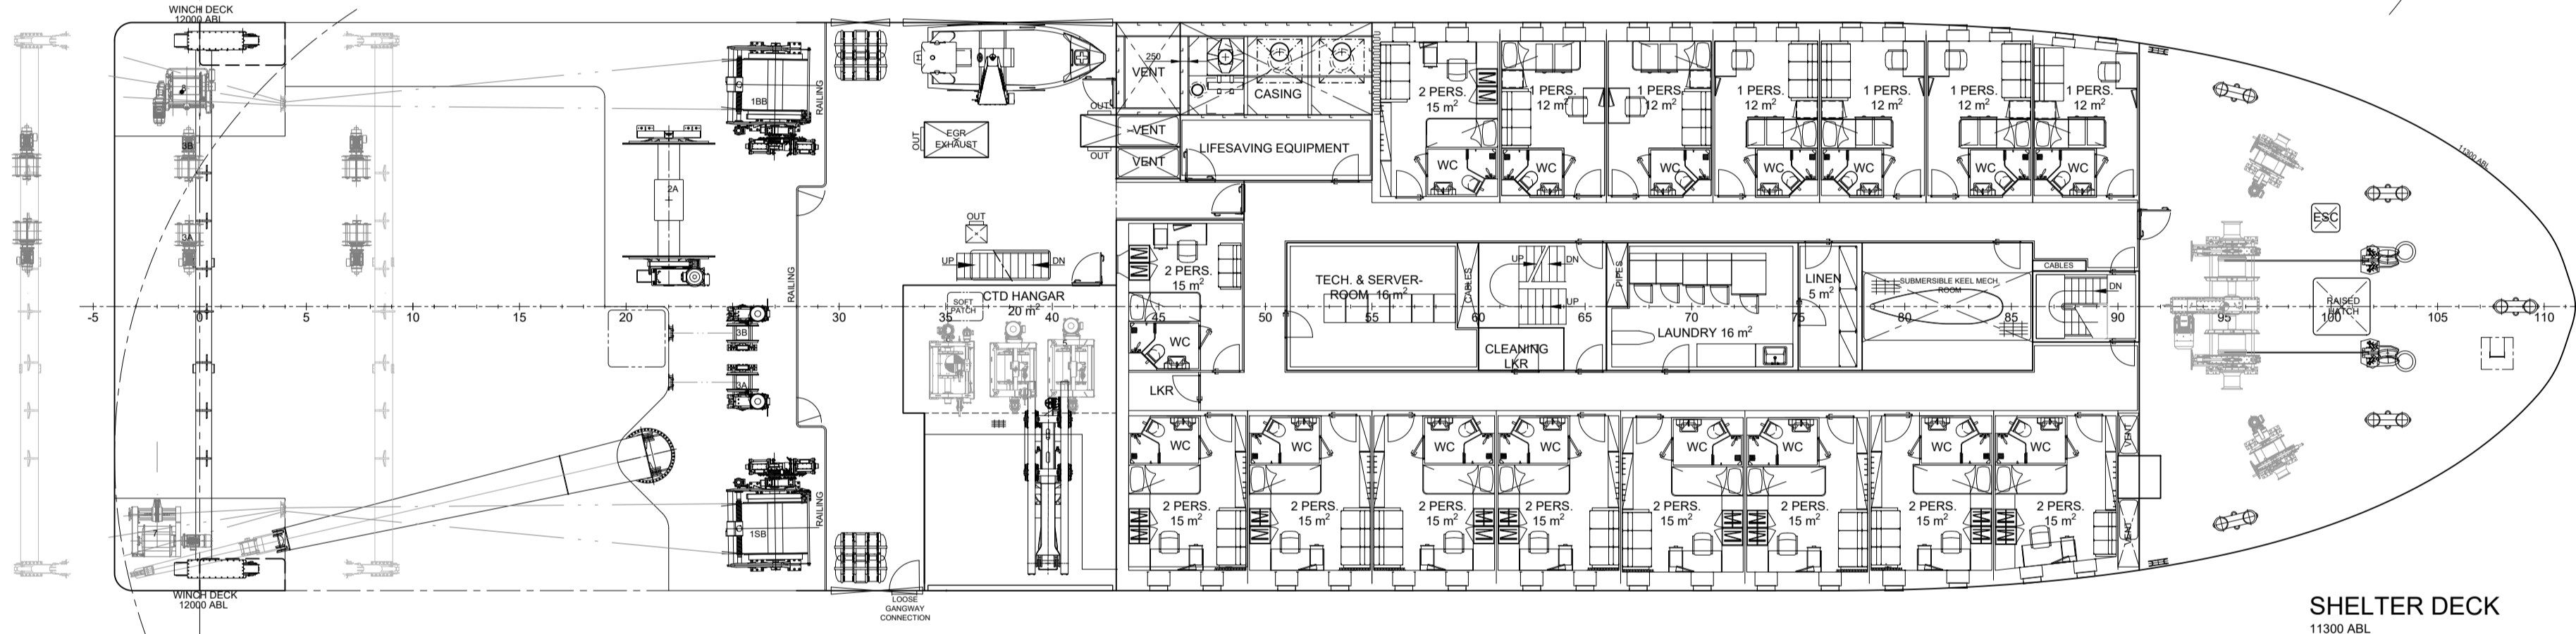 WINCH DECK
12000 ABL
RAILING
1BB
250
VENT
CASING
2 PERS.
15 m²
1 PERS.
12 m²
1 PERS.
12 m²
1 PERS.
12 m²
1 PERS.
12 m²
1 PERS.
12 m²
1 PERS.
12 m²
OUT
EGR
EXHAUST
OUT
VENT
OUT
VENT
LIFESAVING EQUIPMENT
WC
WC
WC
WC
WC
WC
WC
11300 ABL
3B
2A
3A
OUT
ESC
UP
DN
2 PERS.
15 m²
RAILING
TECH. & SERVER-
ROOM 16 m²
CABLES
UP
DN
UP
PIPES
LINEN
5 m²
SUBMERSIBLE KEEL MECH.
ROOM
CABLES
DN
CTD HANGAR
20 m²
SOFT
PATCH
RAISED
HATCH
-5
0
5
10
15
20
25
30
35
40
45
50
55
60
65
70
75
80
85
90
95
100
105
110
3B
LAUNDRY 16 m²
WC
CLEANING
LKR
3A
5
LKR
WC
WC
WC
WC
WC
WC
WC
WC
VENT
RAILING
1SB
7
2 PERS.
15 m²
2 PERS.
15 m²
2 PERS.
15 m²
2 PERS.
15 m²
2 PERS.
15 m²
2 PERS.
15 m²
2 PERS.
15 m²
2 PERS.
15 m²
WINCH DECK
12000 ABL
LOOSE
GANGWAY
CONNECTION
SHELTER DECK
11300 ABL